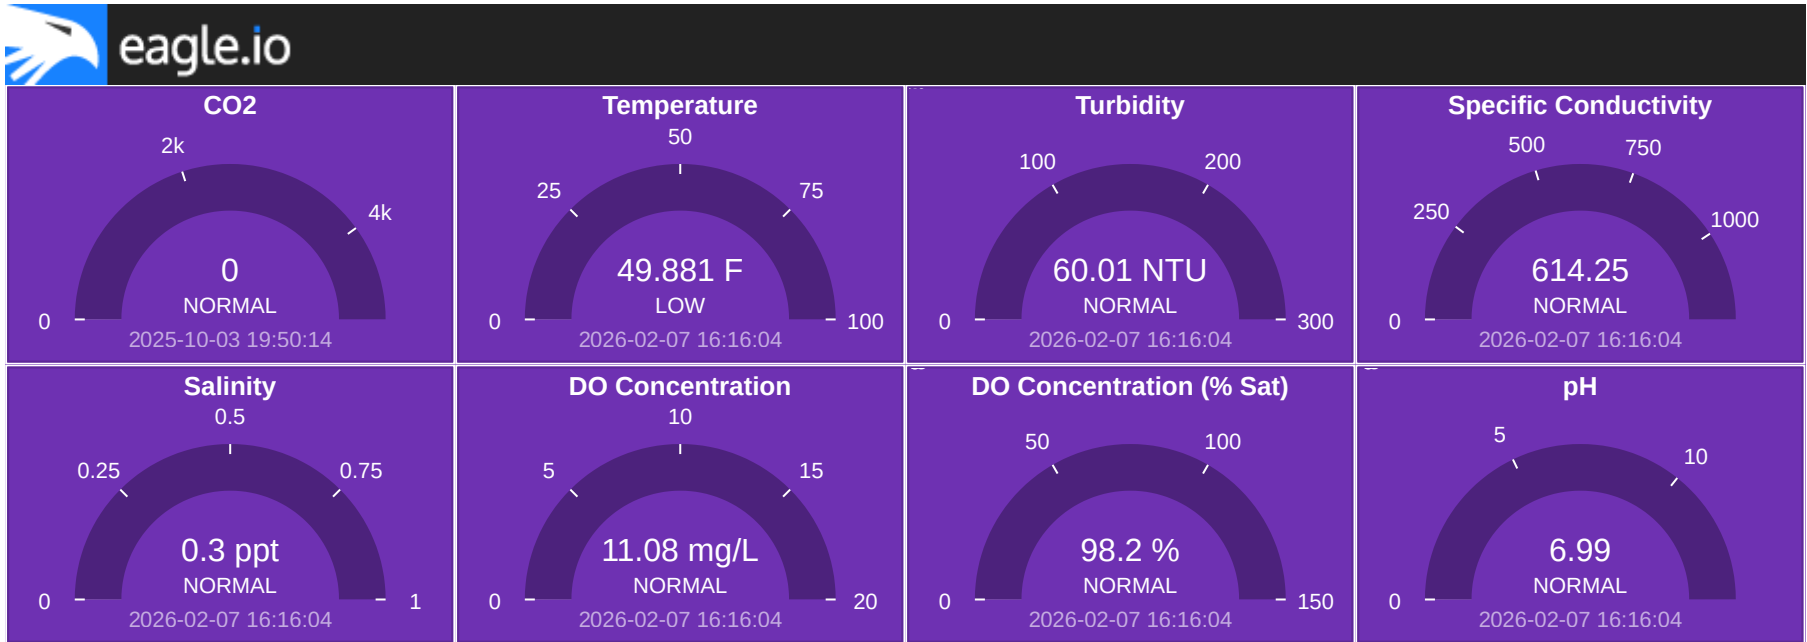 eagle.io
CO2
2k
4k
0
0
NORMAL
2025-10-03 19:50:14
Temperature
50
25
75
49.881 F
LOW
0
100
2026-02-07 16:16:04
Turbidity
100
200
60.01 NTU
NORMAL
0
300
2026-02-07 16:16:04
Specific Conductivity
500
750
250
1000
614.25
NORMAL
0
2026-02-07 16:16:04
Salinity
0.5
0.25
0.75
0.3 ppt
NORMAL
0
1
2026-02-07 16:16:04
DO Concentration
10
5
15
11.08 mg/L
NORMAL
0
20
2026-02-07 16:16:04
DO Concentration (% Sat)
50
100
98.2 %
NORMAL
0
150
2026-02-07 16:16:04
pH
5
10
6.99
NORMAL
0
2026-02-07 16:16:04